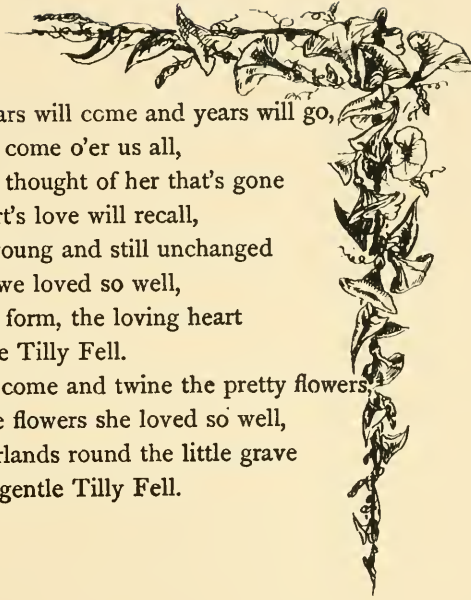 ars will come and years will go,
come o'er us all,
thought of her that's gone
rt's love will recall,
oung and still unchanged
we loved so well,
form, the loving heart
e Tilly Fell.
come and twine the pretty flowers,
e flowers she loved so well,
rlands round the little grave
gentle Tilly Fell.